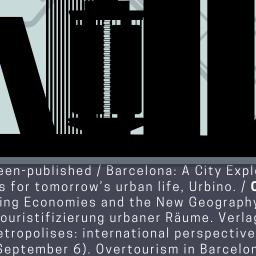 een-published / Barcelona: A City Expl
s for tomorrow's urban life, Urbino. /
ing Economies and the New Geography
ouristifizierung urbaner Räume. Verlag
etropolises: international perspective
September 6). Overtourism in Barcelon